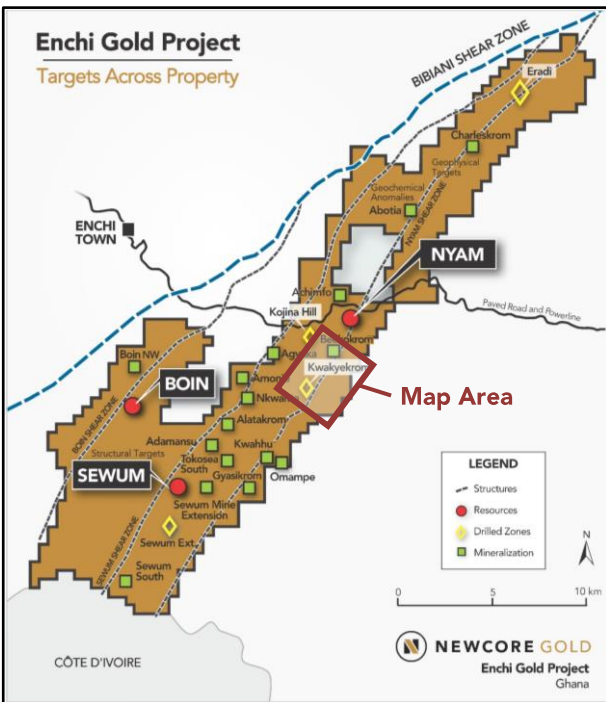 Enchi Gold Project
Targets Across Property
BIBIANI SHEAR ZONE
Eradi
Charleskrom
Geophysical
Targets
Geochemical
Anomalies
Abotia
NYAM SHEAR ZONE
ENCHI
TOWN
NYAM
Achimfo
Paved Road and Powerline
Kojina Hill
Boin NW
Kwakyekrom
Map Area
BOIN
Nkwanta
BOIN SHEAR ZONE
Alatakrom
Adamansu
Structural Targets
Tokosea
South
Kwahhu
SEWUM
Gyasikrom
Omampe
Sewum Mine
Extension
Sewum Ext.
SEWUM SHEAR ZONE
Sewum
South
LEGEND
Structures
Resources
Drilled Zones
Mineralization
N
0 5 10 km
CÔTE D'IVOIRE
NEWCORE GOLD
Enchi Gold Project
Ghana